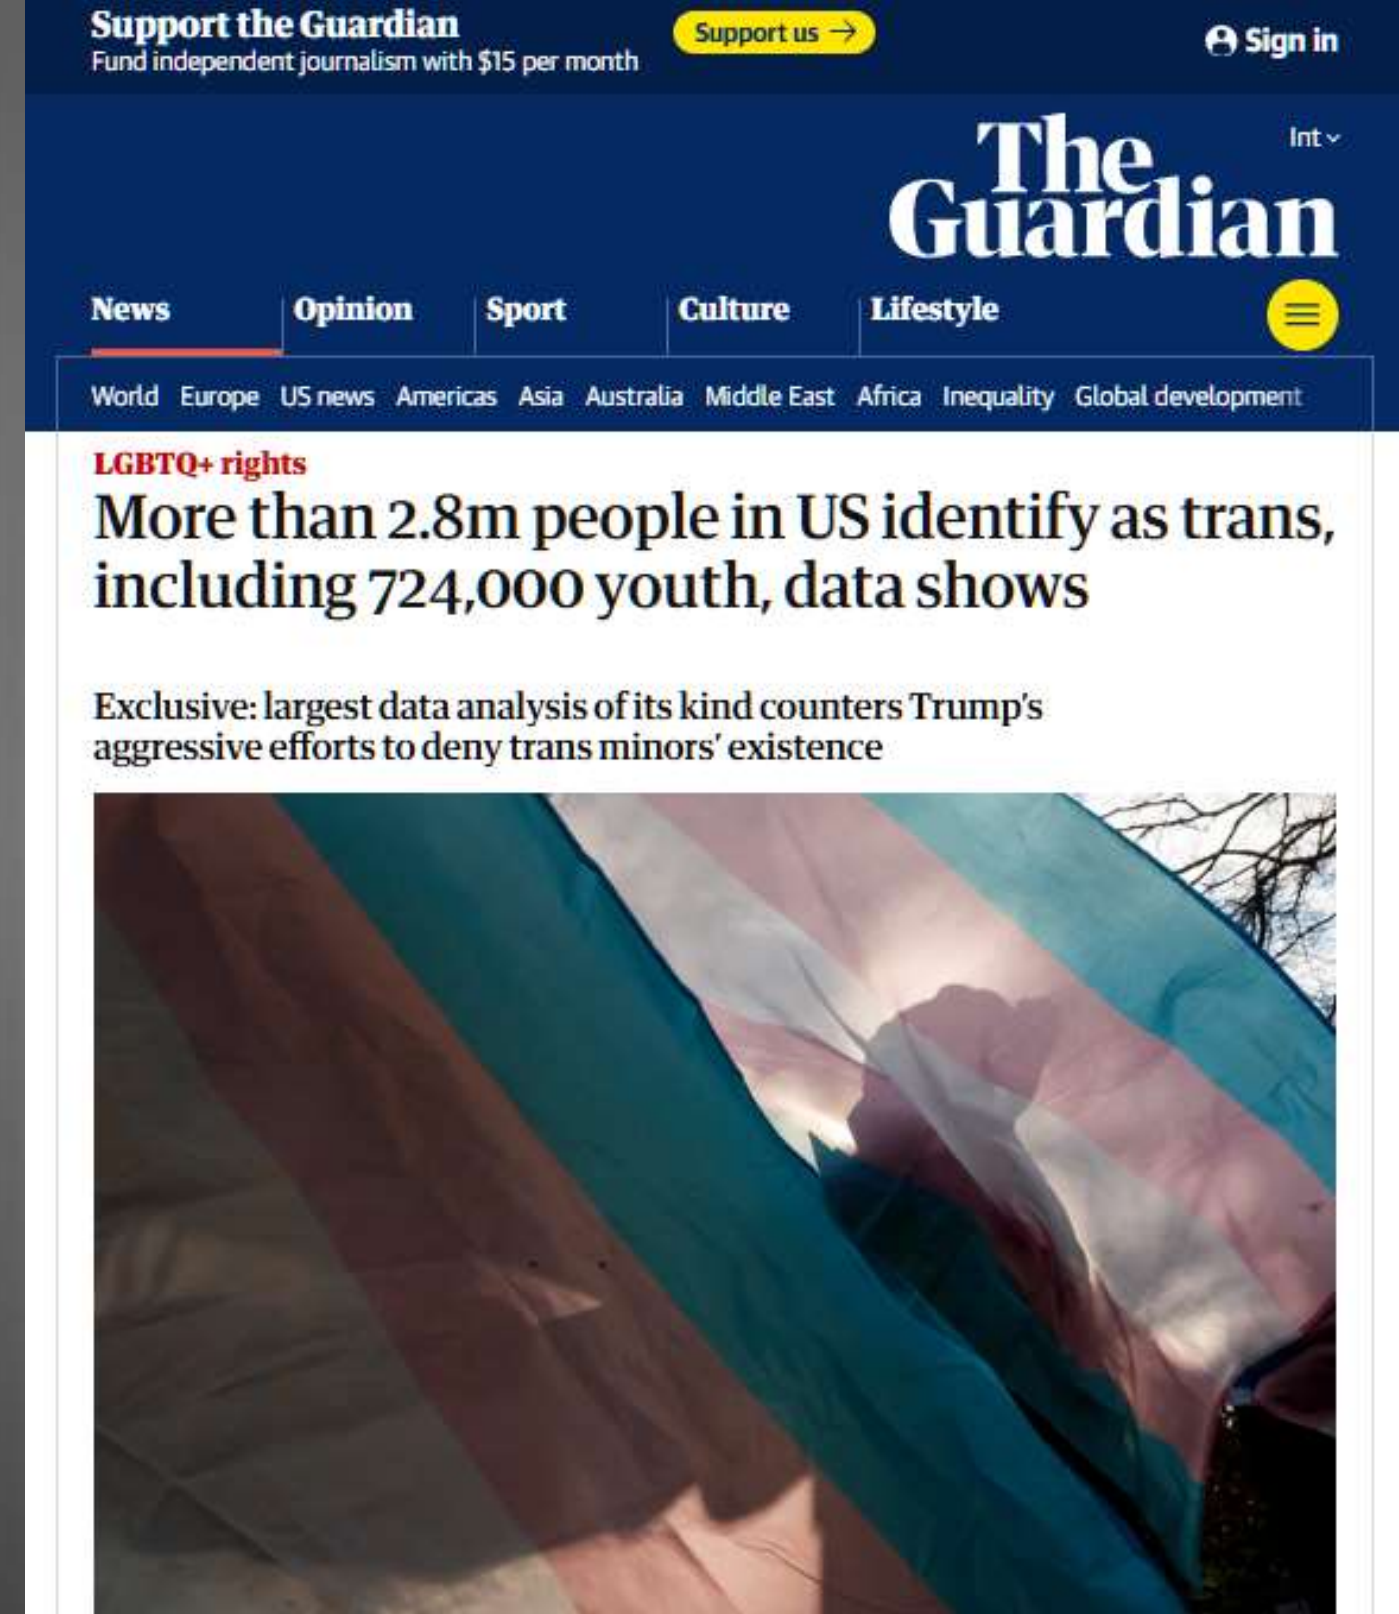 Support the Guardian
Fund independent journalism with $15 per month
Support us →
Sign in
The
Guardian
Int
News
Opinion
Sport
Culture
Lifestyle
World Europe US news Americas Asia Australia Middle East Africa Inequality Global development
LGBTQ+ rights
More than 2.8m people in US identify as trans,
including 724,000 youth, data shows
Exclusive: largest data analysis of its kind counters Trump's
aggressive efforts to deny trans minors' existence